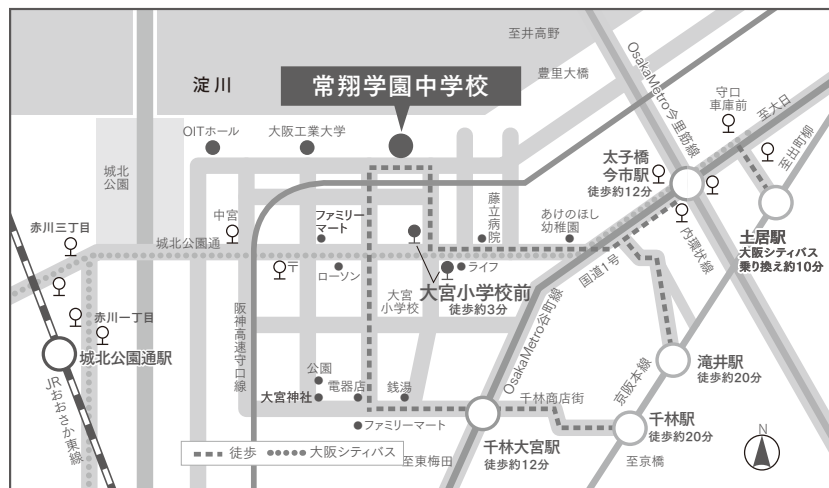 至井高野
淀川
常翔学園中学校
豊里大橋
OsakaMetro今里筋線
守口
車庫前
至大日
至出町柳
OITホール
大阪工業大学
太子橋
今市駅
徒歩約12分
城北
公園
中宮
ファミリー
マート
藤立病院
あけのほし
幼稚園
赤川三丁目
城北公園通
〒
ローソン
ライフ
大宮
小学校
大宮小学校前
徒歩約3分
国道1号
内環状線
土居駅
大阪シティバス
乗り換え約10分
赤川一丁目
城北公園通駅
JRおおさか東線
阪神高速守口線
OsakaMetro谷町線
京阪本線
滝井駅
徒歩約20分
公園
電器店
銭湯
大宮神社
千林商店街
ファミリーマート
千林大宮駅
徒歩約12分
千林駅
徒歩約20分
徒歩
大阪シティバス
至東梅田
至京橋
N